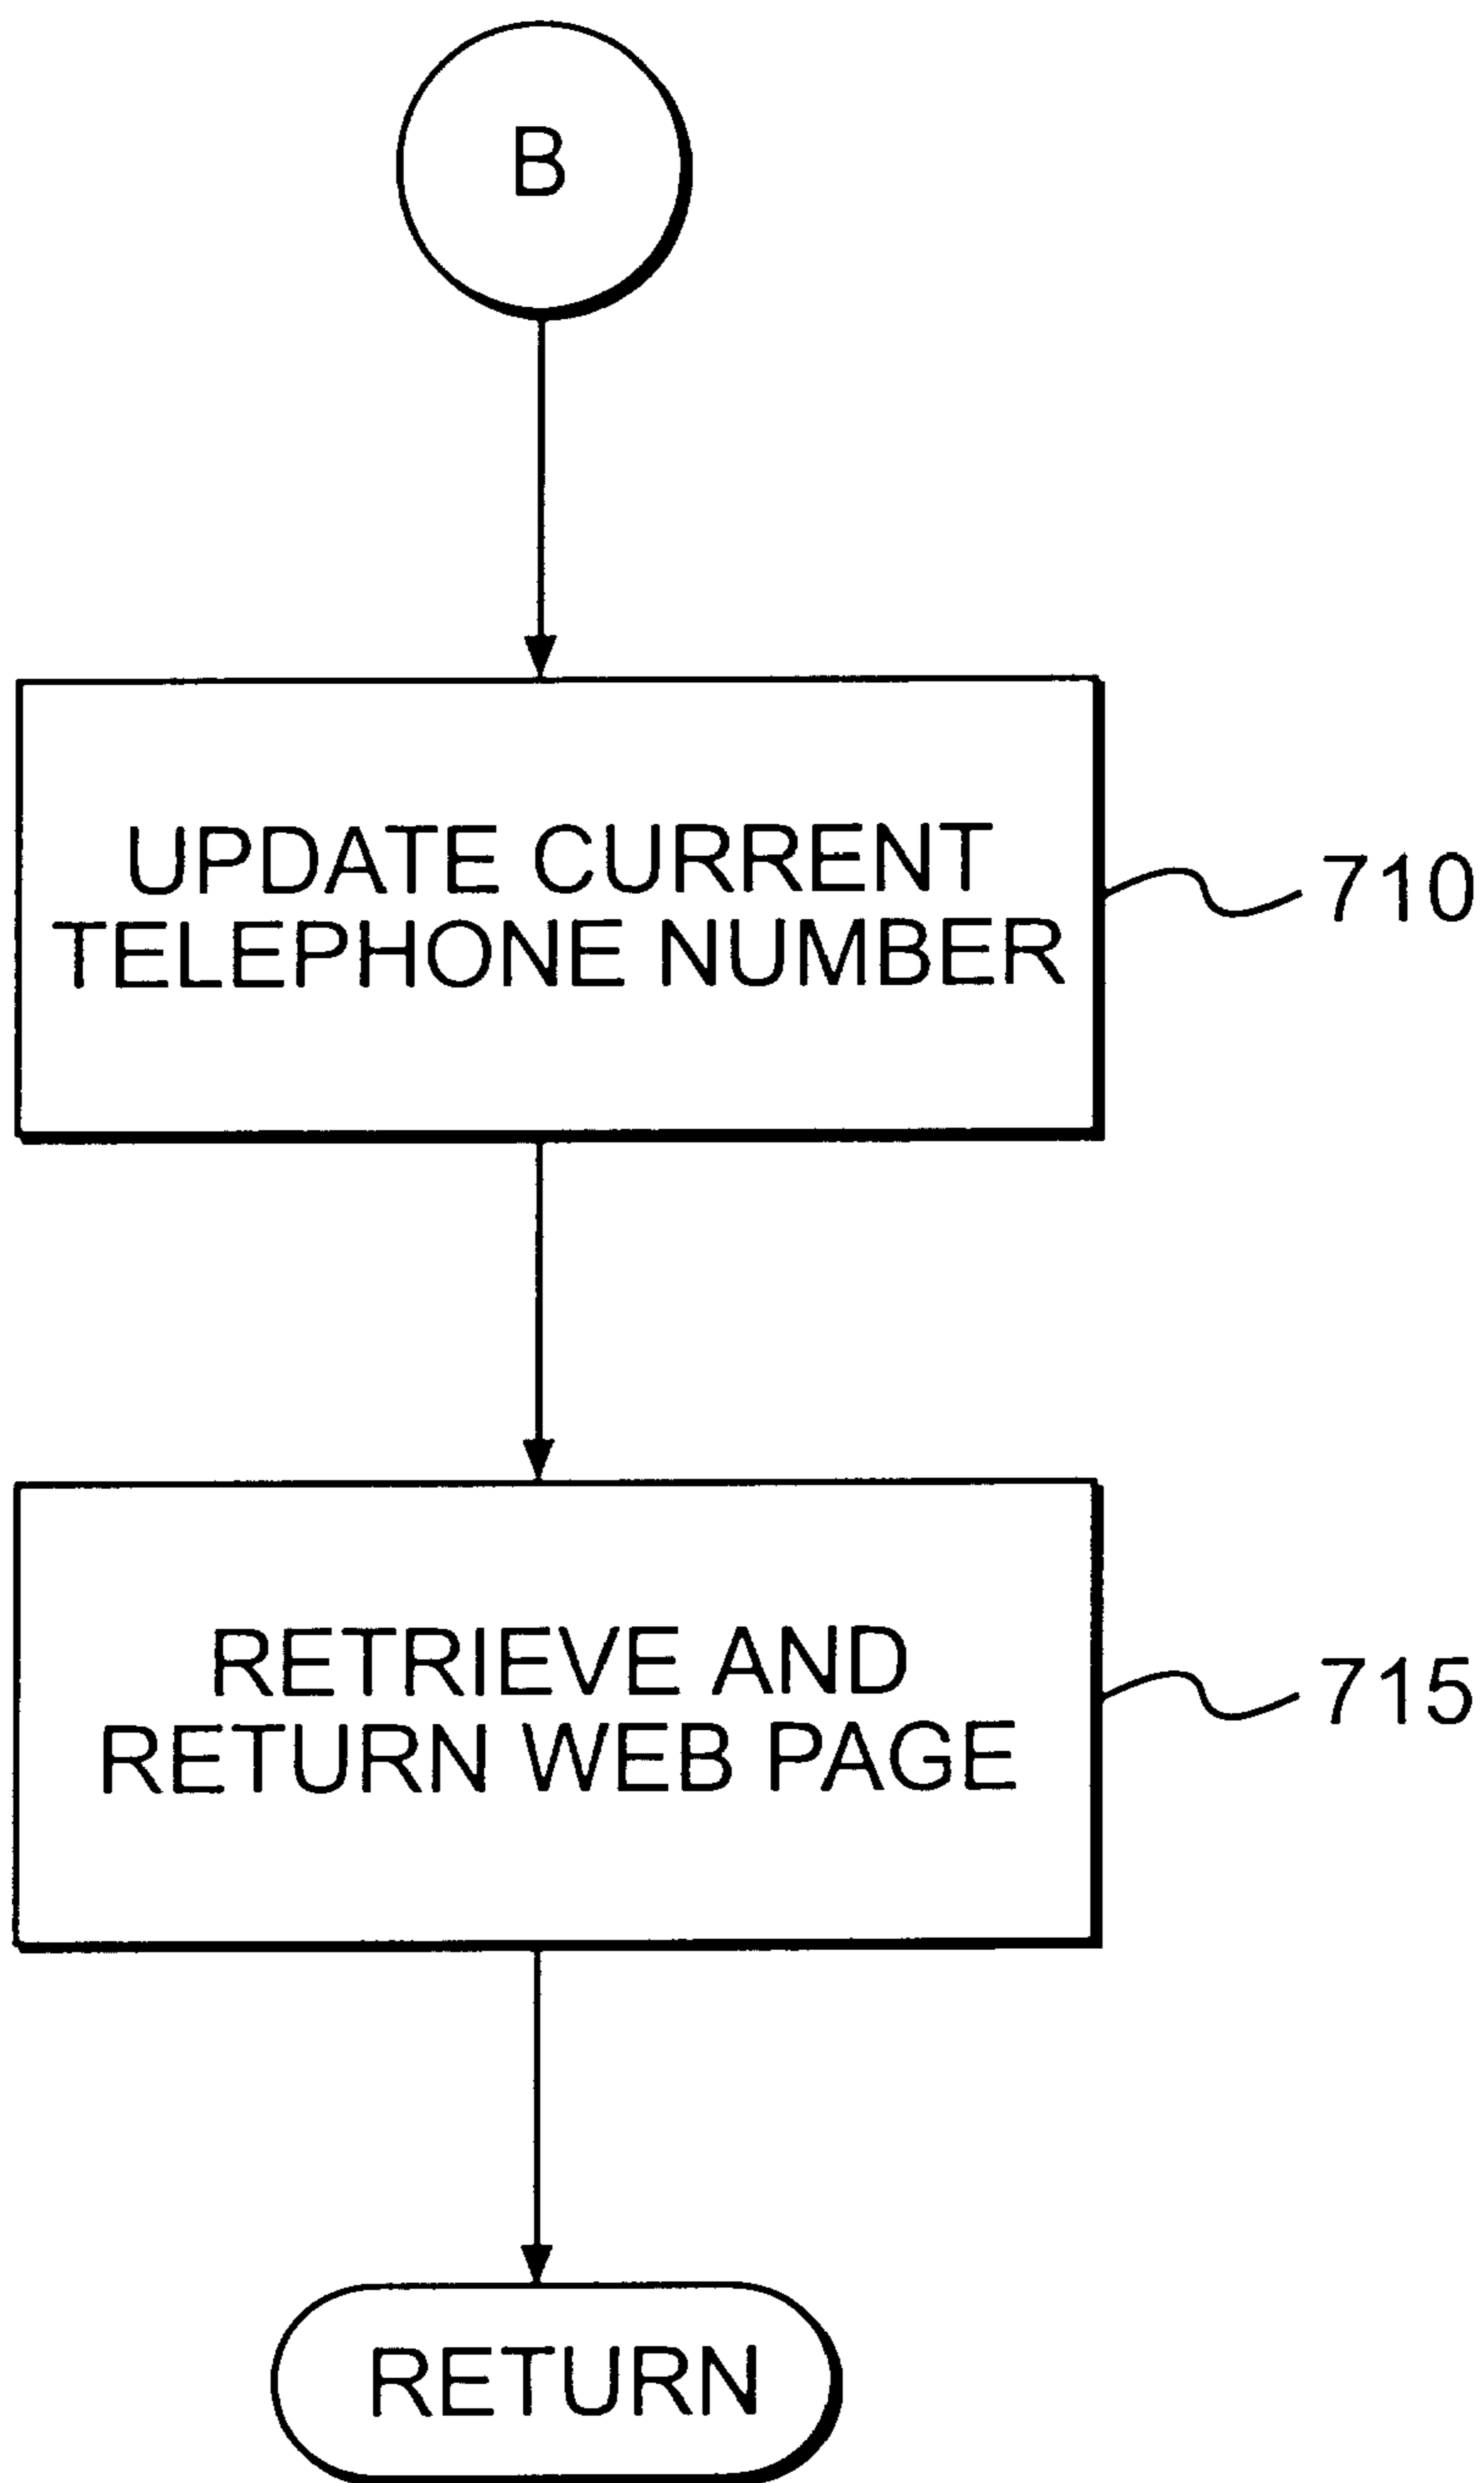 B
UPDATE CURRENT
TELEPHONE NUMBER
710
RETRIEVE AND
RETURN WEB PAGE
715
RETURN